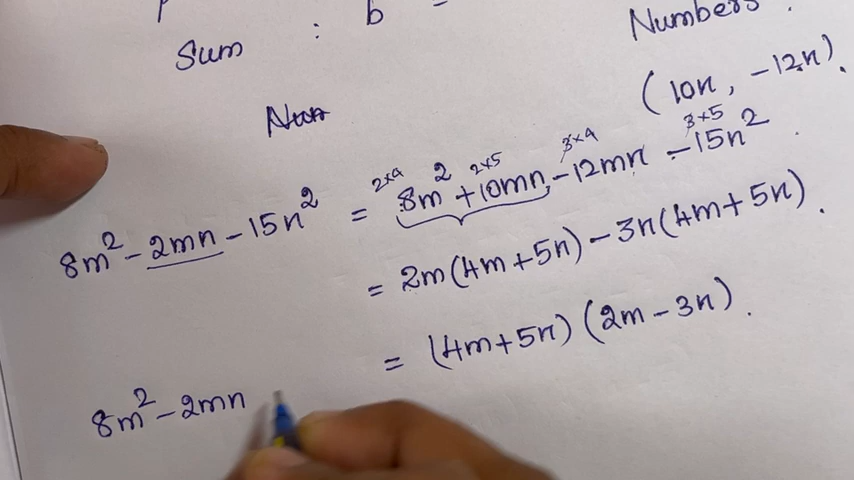 Sum : b -
Numbers.
Num
(10n, -12n).
2×4 2×5 3×4 3×5
8m² - 2mn - 15n² = 8m² + 10mn - 12mn - 15n²
= 2m(4m + 5n) - 3n(4m + 5n).
= (4m + 5n) (2m - 3n).
8m² - 2mn